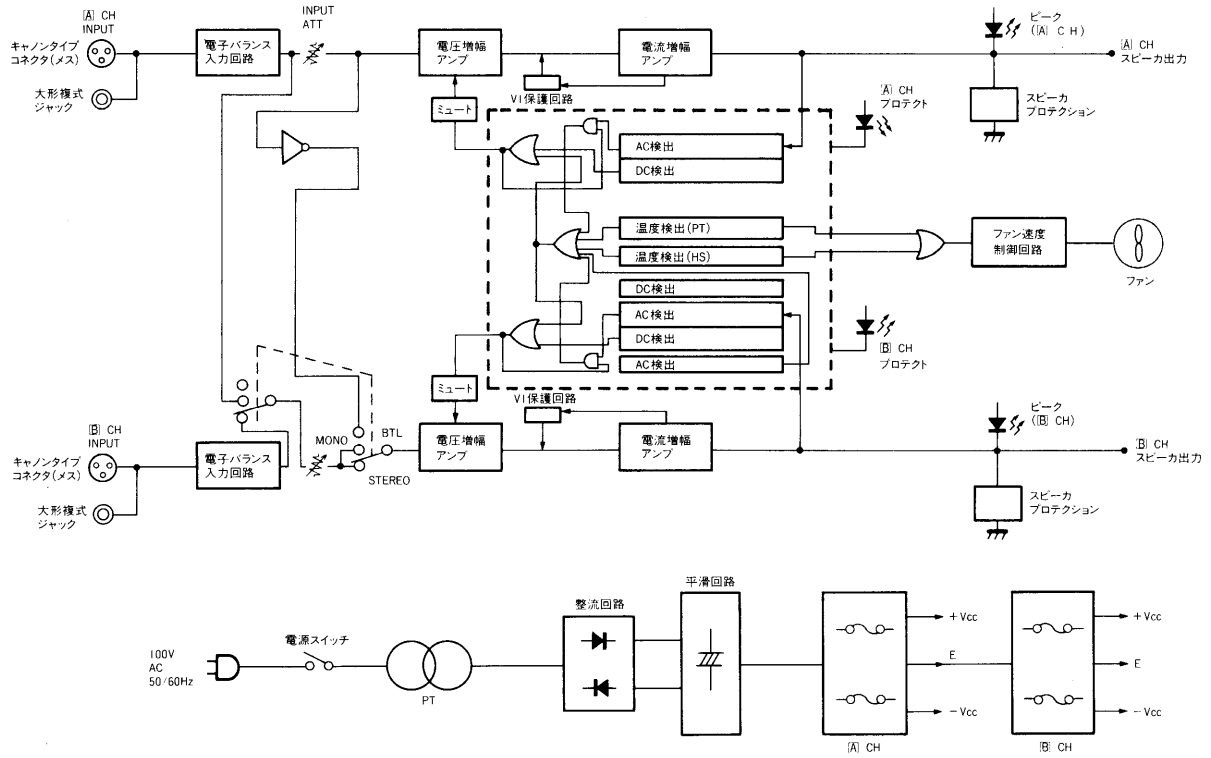 [A] CH
INPUT
キャノンタイプ
コネクタ(メス)
大形複式
ジャック
電子バランス
入力回路
INPUT
ATT
電圧増幅
アンプ
ミュート
VI保護回路
電流増幅
アンプ
ピーク
([A] CH)
[A] CH
スピーカ出力
スピーカ
プロテクション
[A] CH
プロテクト
AC検出
DC検出
温度検出(PT)
温度検出(HS)
DC検出
AC検出
DC検出
AC検出
ファン速度
制御回路
ファン
[B] CH
プロテクト
[B] CH
INPUT
キャノンタイプ
コネクタ(メス)
大形複式
ジャック
電子バランス
入力回路
MONO
BTL
STEREO
ミュート
電圧増幅
アンプ
VI保護回路
電流増幅
アンプ
ピーク
([B] CH)
[B] CH
スピーカ出力
スピーカ
プロテクション
100V
AC
50/60Hz
電源スイッチ
PT
整流回路
平滑回路
+Vcc
E
-Vcc
[A] CH
+Vcc
E
-Vcc
[B] CH